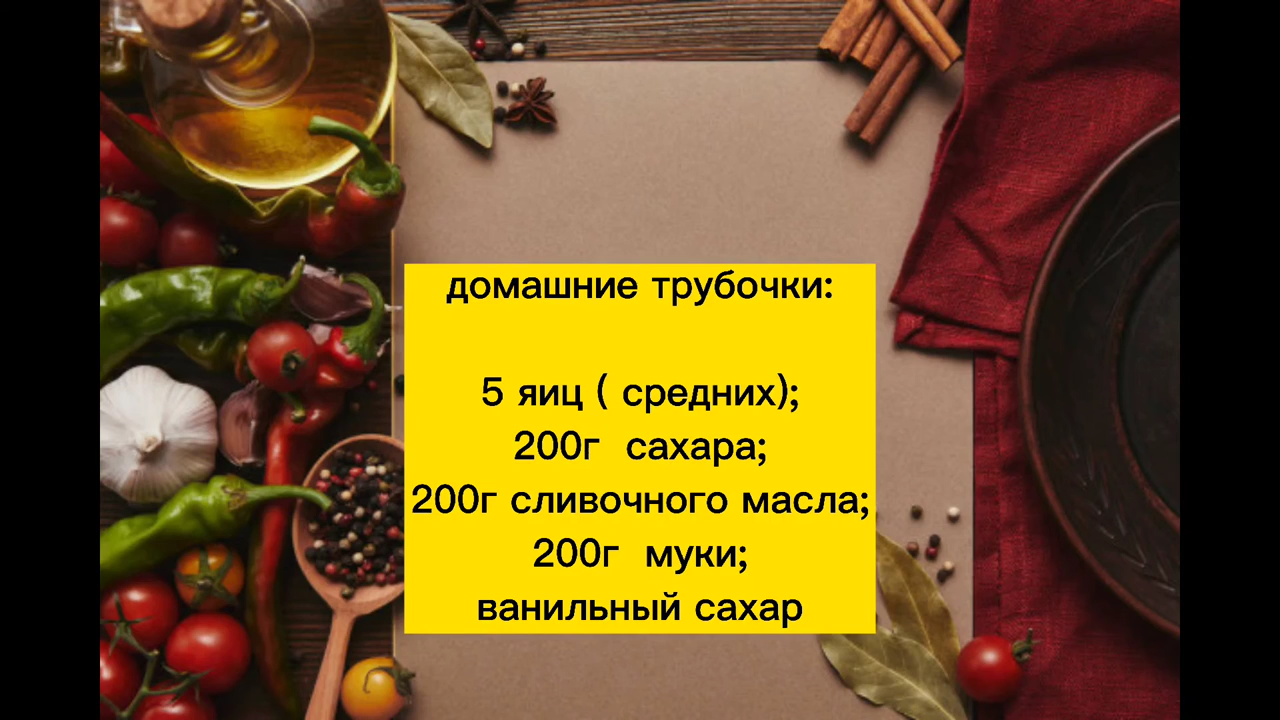 домашние трубочки:
5 яиц ( средних);
200г  сахара;
200г сливочного масла;
200г  муки;
ванильный сахар